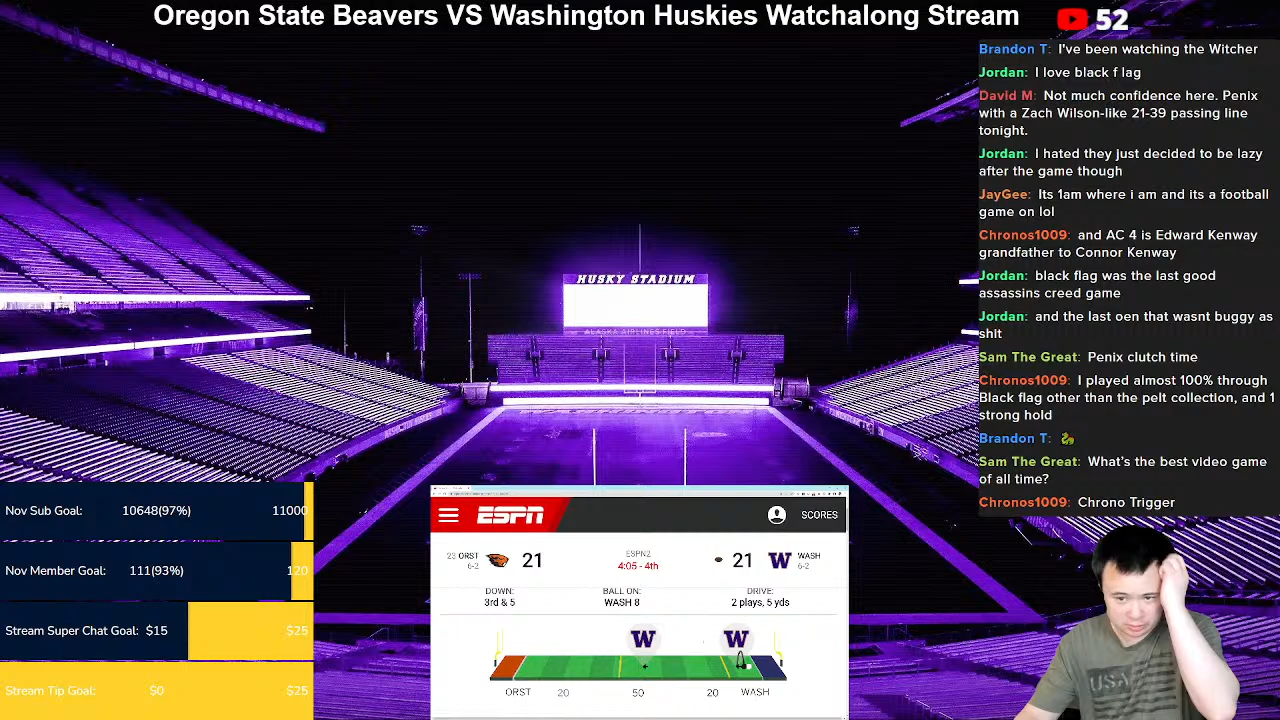 Oregon State Beavers VS Washington Huskies Watchalong Stream
52
Brandon T: I've been watching the Witcher
Jordan: I love black f lag
David M: Not much confidence here. Penix
with a Zach Wilson-like 21-39 passing line
tonight.
Jordan: I hated they just decided to be lazy
after the game though
JayGee: Its 1am where i am and its a football
game on lol
Chronos1009: and AC 4 is Edward Kenway
grandfather to Connor Kenway
Jordan: black flag was the last good
assassins creed game
Jordan: and the last oen that wasnt buggy as
shit
Sam The Great: Penix clutch time
Chronos1009: I played almost 100% through
Black flag other than the pelt collection, and 1
strong hold
Brandon T: 🐍
Sam The Great: What's the best video game
of all time?
Chronos1009: Chrono Trigger
HUSKY STADIUM
ALASKA AIRLINES FIELD
Nov Sub Goal: 10648(97%) 11000
Nov Member Goal: 111(93%) 120
Stream Super Chat Goal: $15 $25
Stream Tip Goal: $0 $25
ESPN SCORES
23 ORST 21 ESPN2 21 W WASH
6-2 4:05 - 4th 6-2
DOWN: BALL ON: DRIVE:
3rd & 5 WASH 8 2 plays, 5 yds
W W
ORST 20 50 20 WASH
USA